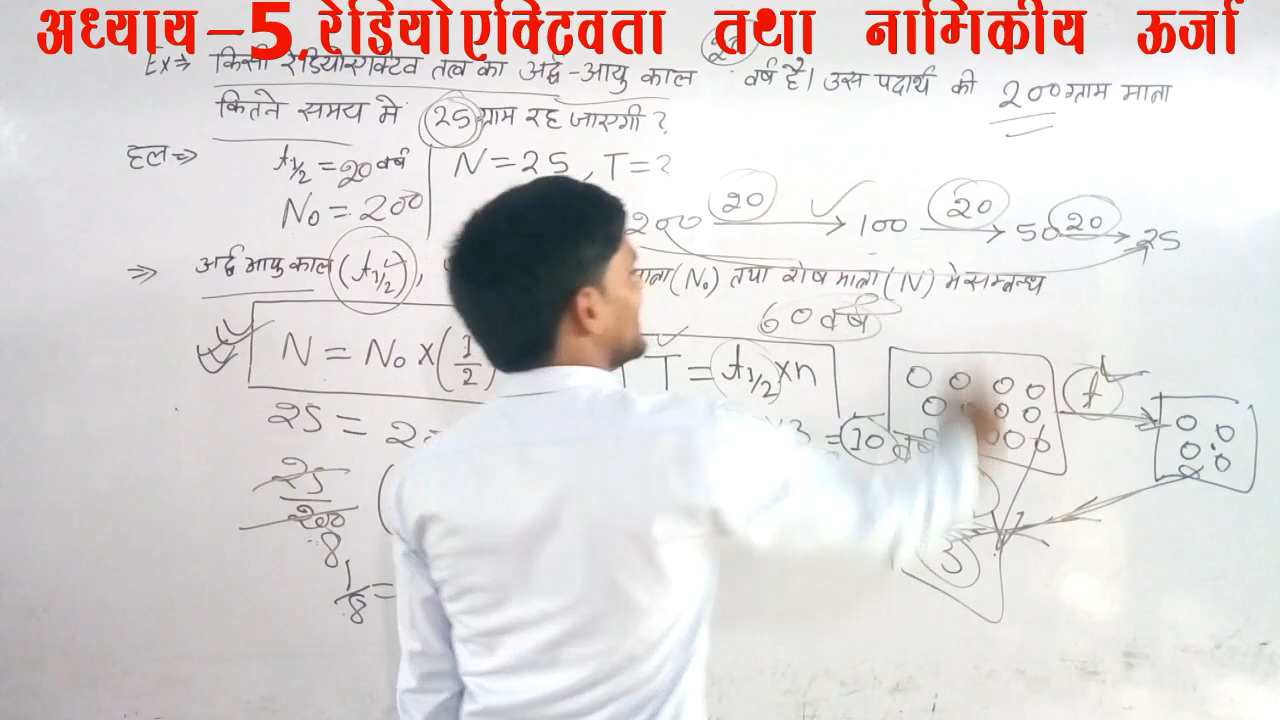 अध्याय-5. रेडियोएक्टिवता तथा नामिकीय ऊर्जा
Ex⇒ किसी रेडियोएक्टिव तत्व का अर्द्ध-आयु काल 20 वर्ष है। उस पदार्थ की 200 ग्राम मात्रा
कितने समय मे 25 ग्राम रह जाएगी ?
हल⇒ t1/2 = 20 वर्ष N = 25, T = ?
N₀ = 200
200 20→ 100 20→ 50 20→ 25
⇒ अर्द्ध आयु काल (t1/2), मात्रा (N₀) तथा शेष मात्रा (N) मे सम्बन्ध
60 वर्ष
N = N₀ × (1/2) T = t1/2 × n
25 = 2
25/200
8
1/8 =